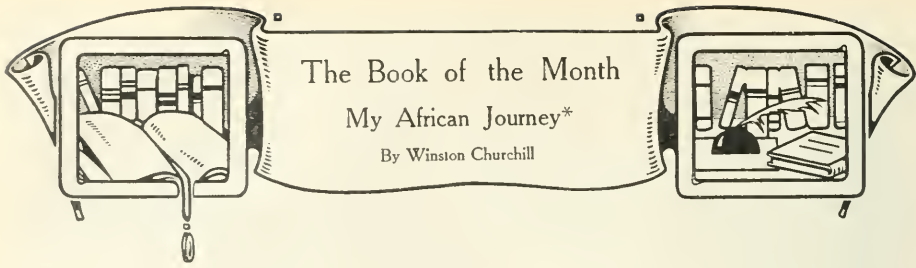 The Book of the Month
My African Journey*
By Winston Churchill